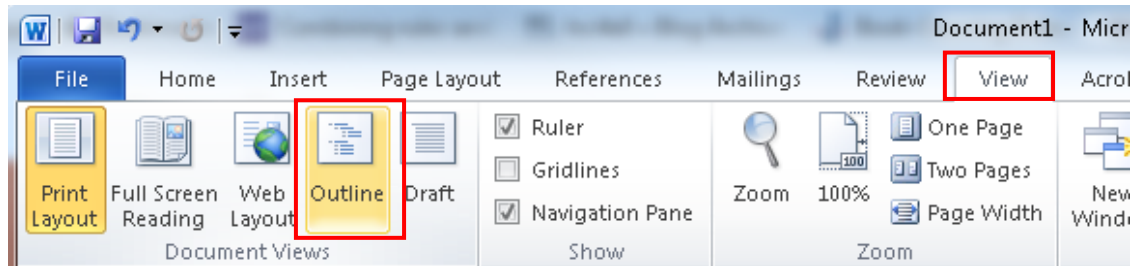 W
Document1 - Micr
File Home Insert Page Layout References Mailings Review View Acrol
Print Layout
Full Screen Reading
Web Layout
Outline
Draft
Document Views
Ruler
Gridlines
Navigation Pane
Show
Zoom
100
100%
One Page
Two Pages
Page Width
Zoom
New
Windo